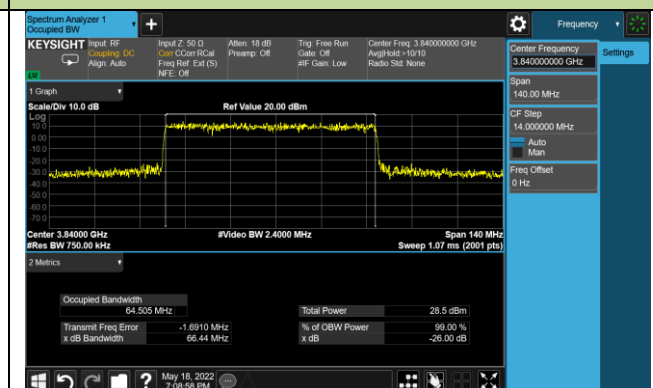 Spectrum Analyzer 1
Occupied BW
+
Frequency
KEYSIGHT
Input: RF
Coupling: DC
Align: Auto
Input Z: 50 Ω
Corr CCorr RCal
Freq Ref: Ext (S)
NFE: Off
Atten: 18 dB
Preamp: Off
Trig: Free Run
Gate: Off
#IF Gain: Low
Center Freq: 3.840000000 GHz
Avg|Hold:>10/10
Radio Std: None
1 Graph
Scale/Div 10.0 dB
Ref Value 20.00 dBm
Log
10.0
0.00
-10.0
-20.0
-30.0
-40.0
-50.0
-60.0
-70.0
Center 3.84000 GHz
#Video BW 2.4000 MHz
Span 140 MHz
#Res BW 750.00 kHz
Sweep 1.07 ms (2001 pts)
2 Metrics
Occupied Bandwidth
64.505 MHz
Total Power 28.5 dBm
Transmit Freq Error -1.6910 MHz
% of OBW Power 99.00 %
x dB Bandwidth 66.44 MHz
x dB -26.00 dB
Center Frequency
3.840000000 GHz
Settings
Span
140.00 MHz
CF Step
14.000000 MHz
Auto
Man
Freq Offset
0 Hz
?
May 18, 2022
7:08:58 PM